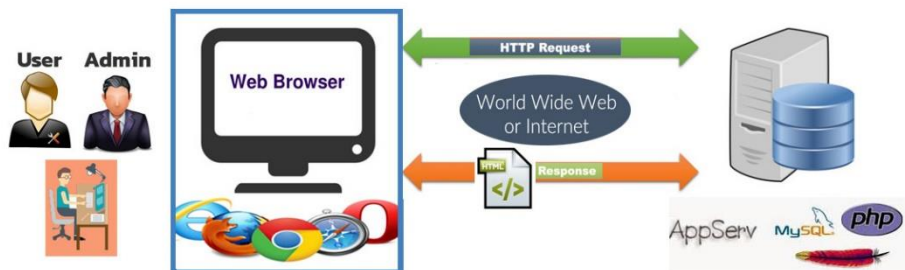 User Admin
Web Browser
HTTP Request
World Wide Web
or Internet
HTML
</>
Response
AppServ
MySQL
php